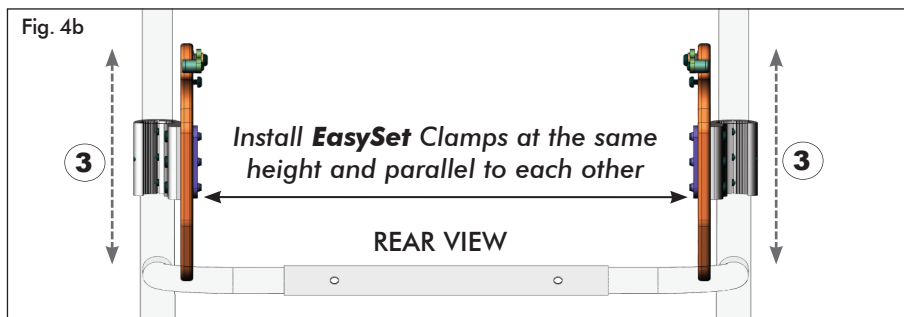 Fig. 4b
3
Install EasySet Clamps at the same
height and parallel to each other
3
REAR VIEW